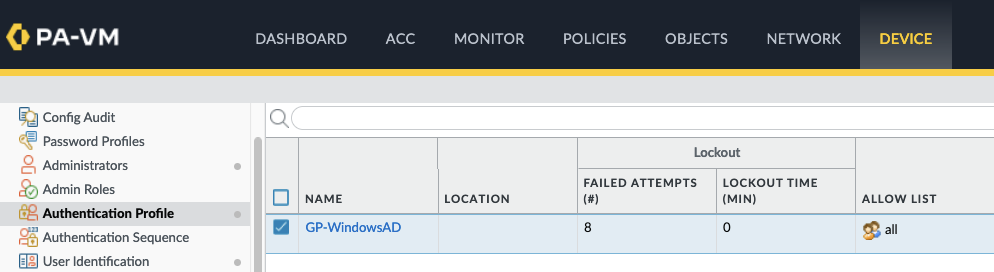 PA-VM
DASHBOARD ACC MONITOR POLICIES OBJECTS NETWORK DEVICE
Config Audit
Password Profiles
Administrators
Admin Roles
Authentication Profile
Authentication Sequence
User Identification
Lockout
NAME LOCATION FAILED ATTEMPTS (#) LOCKOUT TIME (MIN) ALLOW LIST
GP-WindowsAD 8 0 all